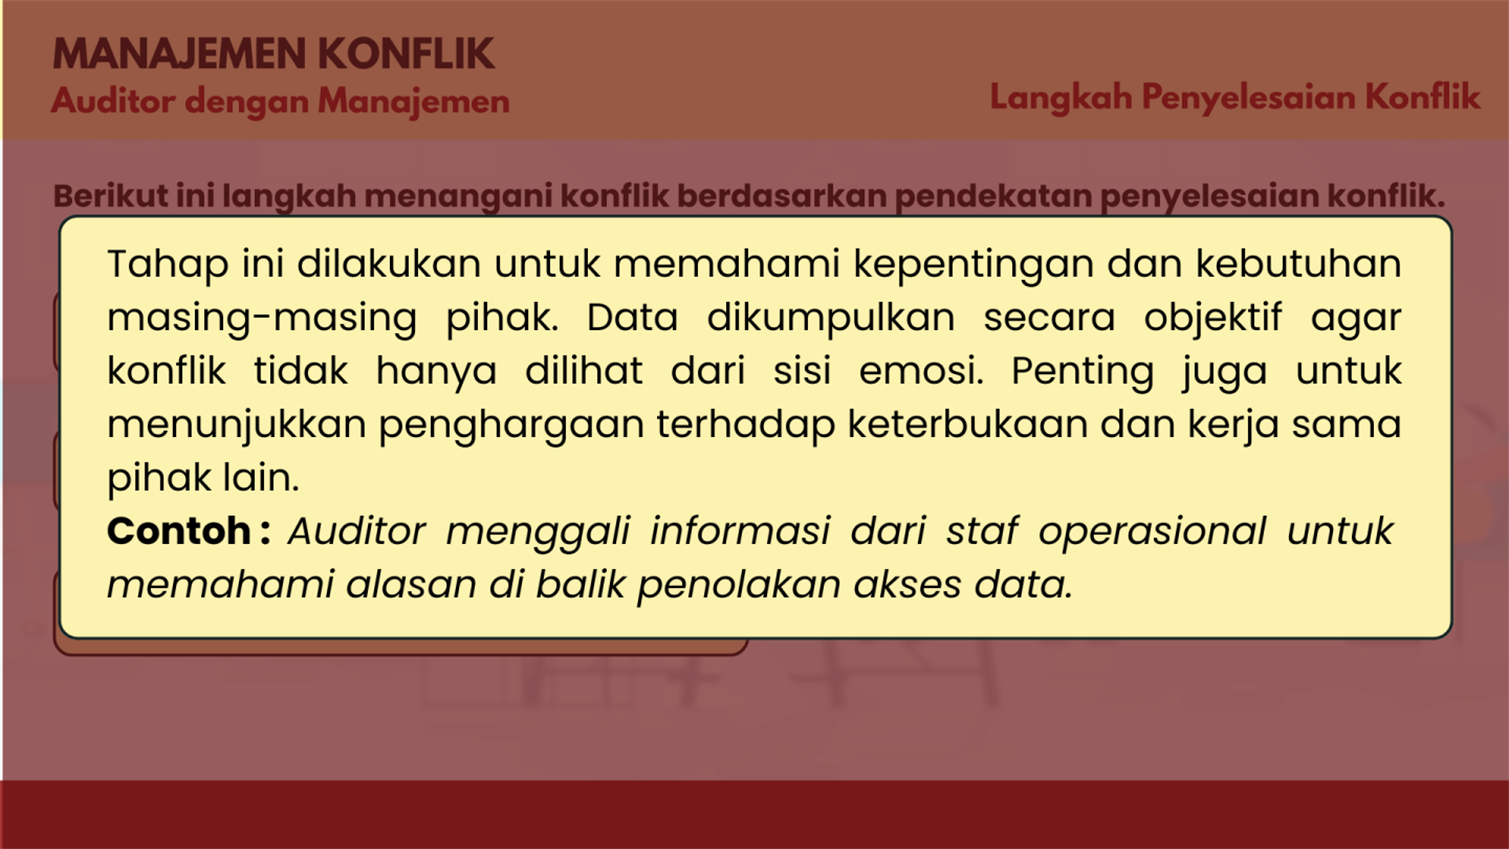 MANAJEMEN KONFLIK
Auditor dengan Manajemen
Langkah Penyelesaian Konflik
Berikut ini langkah menangani konflik berdasarkan pendekatan penyelesaian konflik.
Tahap ini dilakukan untuk memahami kepentingan dan kebutuhan
masing-masing pihak. Data dikumpulkan secara objektif agar
konflik tidak hanya dilihat dari sisi emosi. Penting juga untuk
menunjukkan penghargaan terhadap keterbukaan dan kerja sama
pihak lain.
Contoh : Auditor menggali informasi dari staf operasional untuk
memahami alasan di balik penolakan akses data.